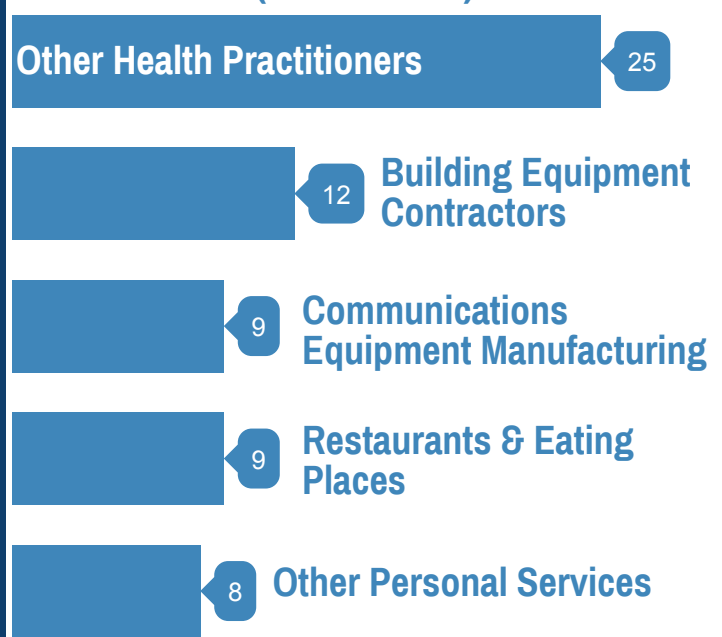 Other Health Practitioners
25
12
Building Equipment
Contractors
9
Communications
Equipment Manufacturing
9
Restaurants & Eating
Places
8
Other Personal Services